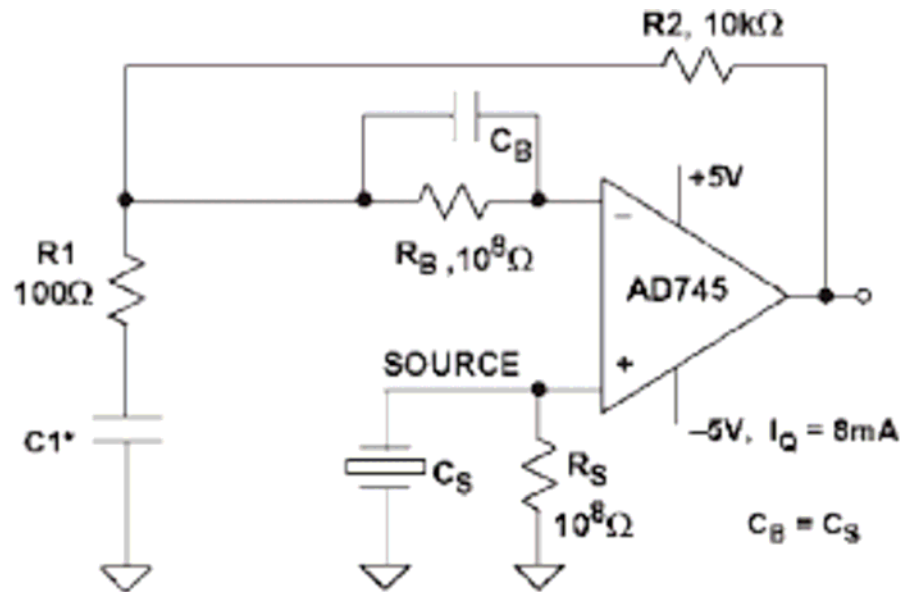 R2, 10kΩ
C_B
+5V
R1
100Ω
R_B, 10^8Ω
−
AD745
SOURCE
+
C1*
−5V, I_Q = 8mA
C_S
R_S
10^8Ω
C_B = C_S